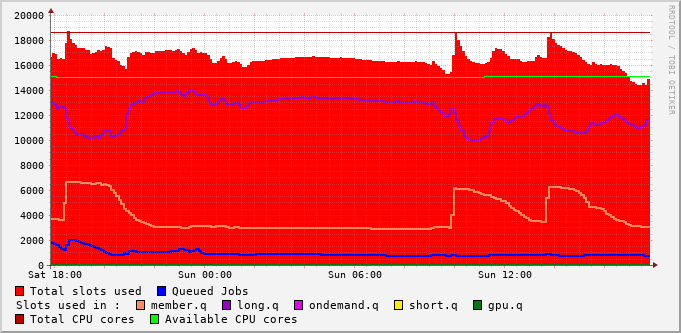 20000
18000
16000
14000
12000
10000
8000
6000
4000
2000
0
Sat 18:00 Sun 00:00 Sun 06:00 Sun 12:00
RRDTOOL / TOBI OETIKER
Total slots used Queued Jobs
Slots used in : member.q long.q ondemand.q short.q gpu.q
Total CPU cores Available CPU cores